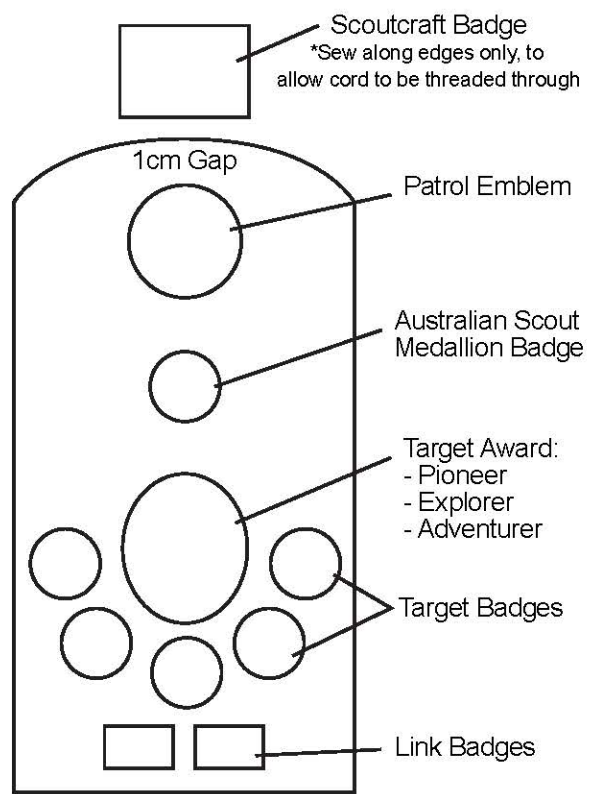 Scoutcraft Badge
*Sew along edges only, to
allow cord to be threaded through
1cm Gap
Patrol Emblem
Australian Scout
Medallion Badge
Target Award:
- Pioneer
- Explorer
- Adventurer
Target Badges
Link Badges